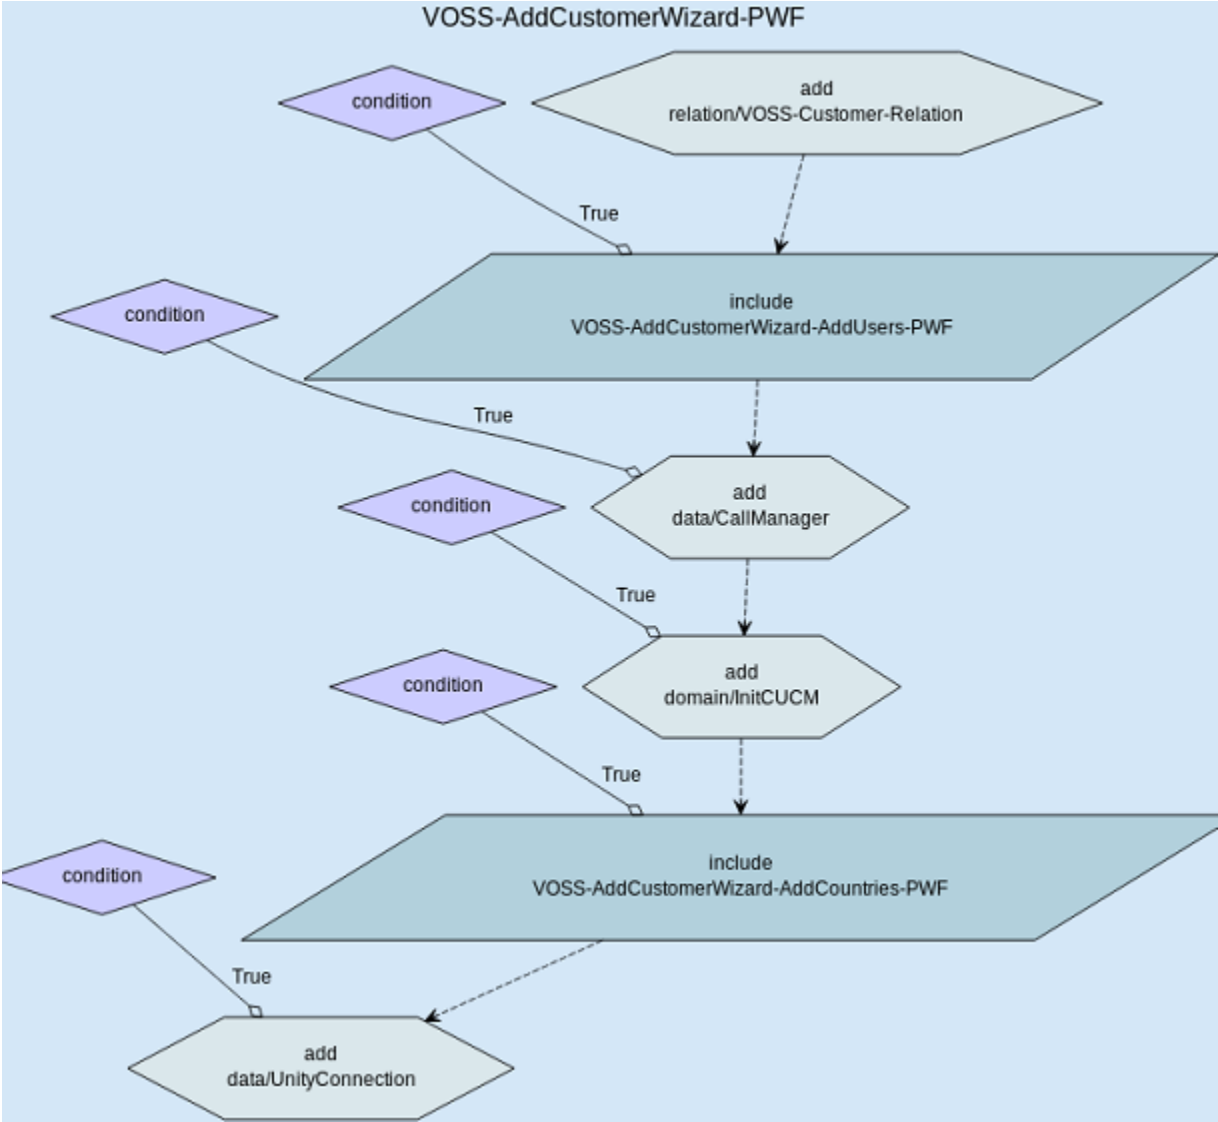 VOSS-AddCustomerWizard-PWF
condition
add
relation/VOSS-Customer-Relation
True
include
VOSS-AddCustomerWizard-AddUsers-PWF
condition
True
add
data/CallManager
condition
True
add
domain/InitCUCM
condition
True
include
VOSS-AddCustomerWizard-AddCountries-PWF
condition
True
add
data/UnityConnection